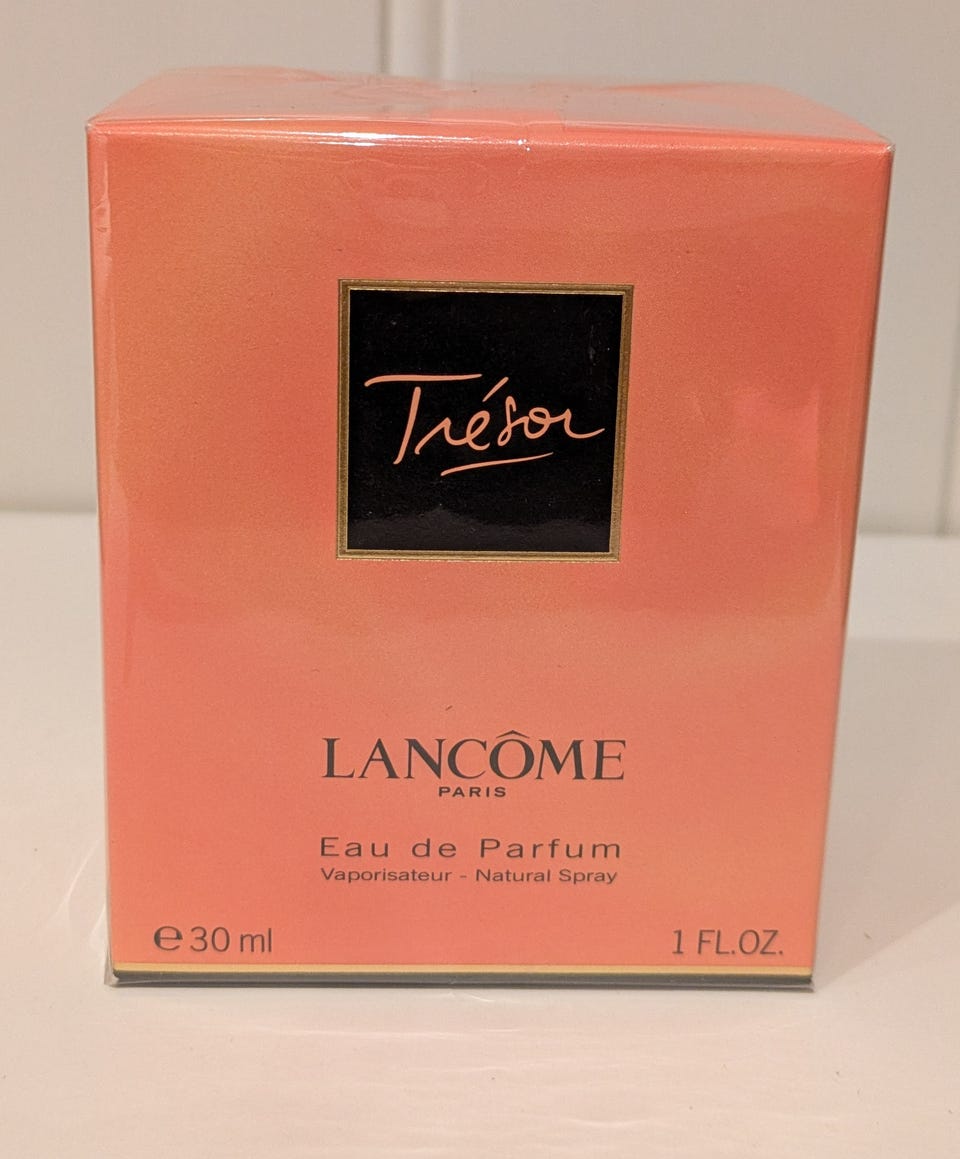 Trésor
LANCÔME
PARIS
Eau de Parfum
Vaporisateur - Natural Spray
℮ 30 ml
1 FL.OZ.